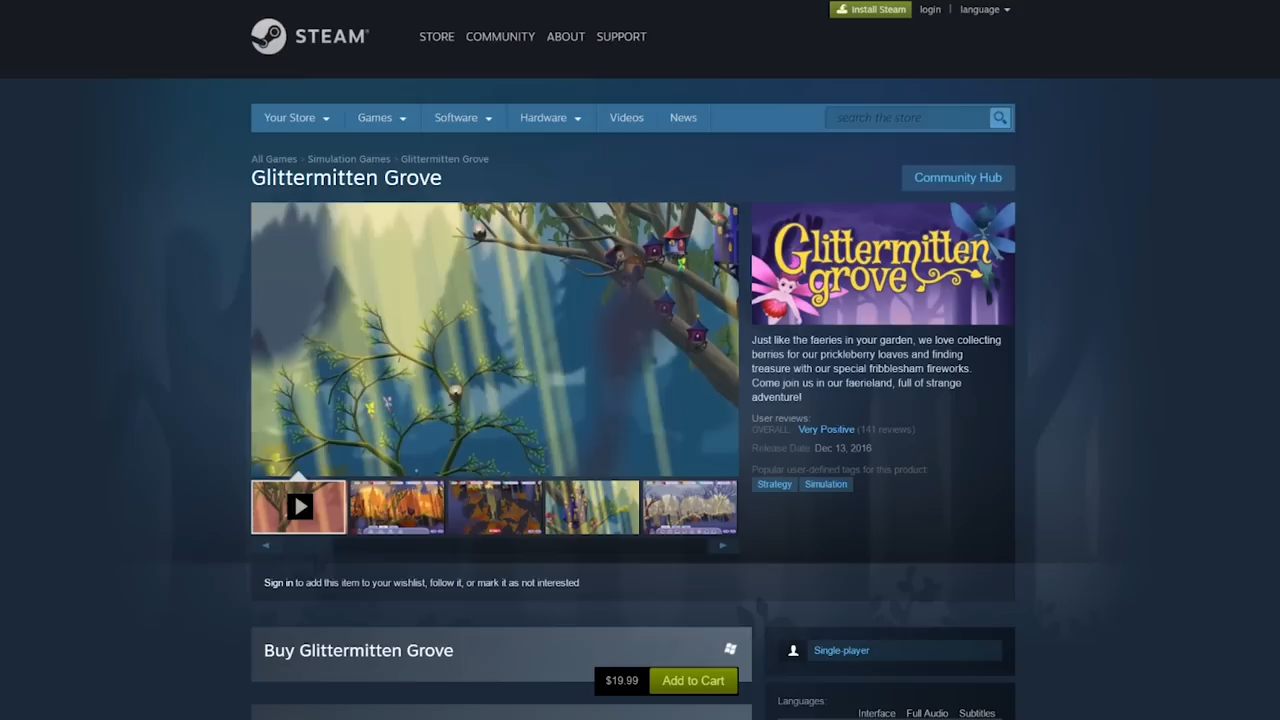 Install Steam
login
language
STEAM®
STORE COMMUNITY ABOUT SUPPORT
Your Store Games Software Hardware Videos News
search the store
All Games > Simulation Games > Glittermitten Grove
Glittermitten Grove
Community Hub
Glittermitten
grove
Just like the faeries in your garden, we love collecting
berries for our prickleberry loaves and finding
treasure with our special fribblesham fireworks.
Come join us in our faerieland, full of strange
adventure!
User reviews:
OVERALL: Very Positive (141 reviews)
Release Date: Dec 13, 2016
Popular user-defined tags for this product:
Strategy Simulation
Sign in to add this item to your wishlist, follow it, or mark it as not interested
Buy Glittermitten Grove
$19.99 Add to Cart
Single-player
Languages:
Interface Full Audio Subtitles